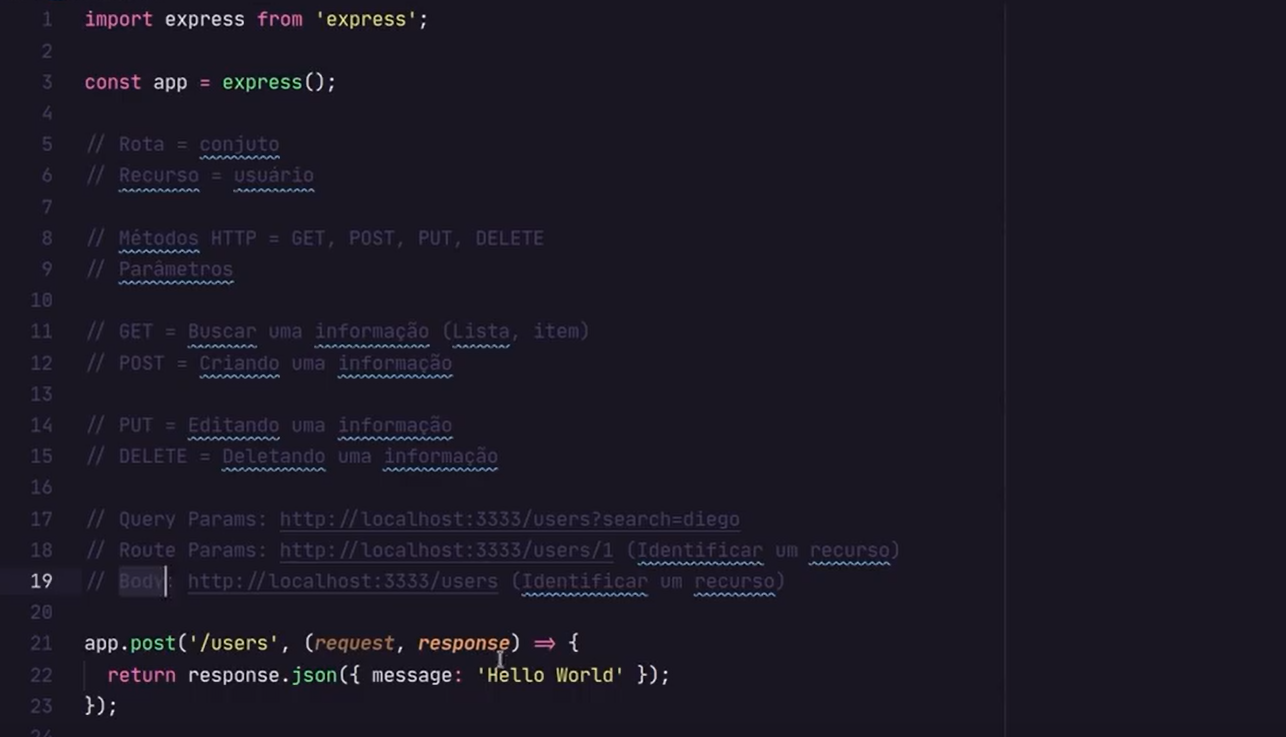 1 import express from 'express';
2
3 const app = express();
4
5 // Rota = conjuto
6 // Recurso = usuário
7
8 // Métodos HTTP = GET, POST, PUT, DELETE
9 // Parâmetros
10
11 // GET = Buscar uma informação (Lista, item)
12 // POST = Criando uma informação
13
14 // PUT = Editando uma informação
15 // DELETE = Deletando uma informação
16
17 // Query Params: http://localhost:3333/users?search=diego
18 // Route Params: http://localhost:3333/users/1 (Identificar um recurso)
19 // Body: http://localhost:3333/users (Identificar um recurso)
20
21 app.post('/users', (request, response) => {
22 return response.json({ message: 'Hello World' });
23 });
24